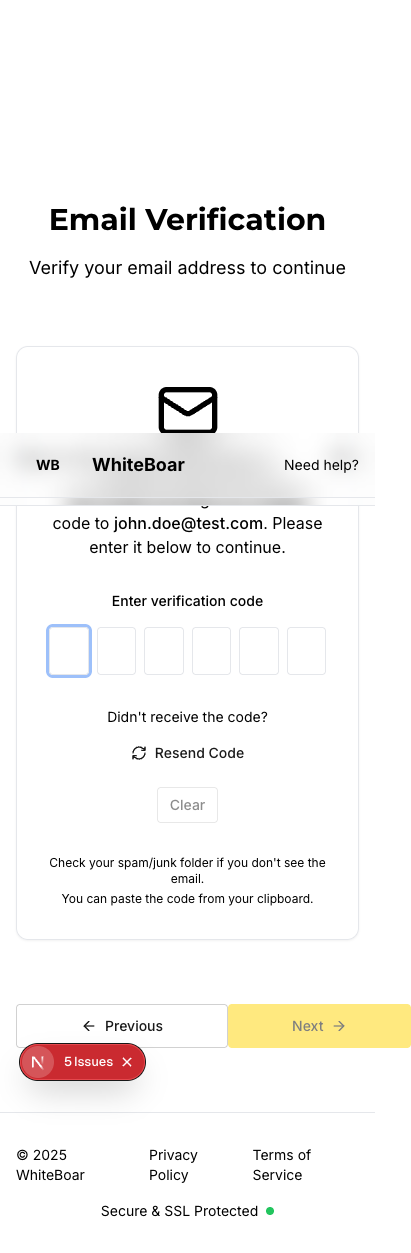 Email Verification
Verify your email address to continue
WB WhiteBoar Need help?
code to john.doe@test.com. Please
enter it below to continue.
Enter verification code
Didn't receive the code?
Resend Code
Clear
Check your spam/junk folder if you don't see the
email.
You can paste the code from your clipboard.
Previous Next
N 5 Issues
© 2025 Privacy Terms of
WhiteBoar Policy Service
Secure & SSL Protected